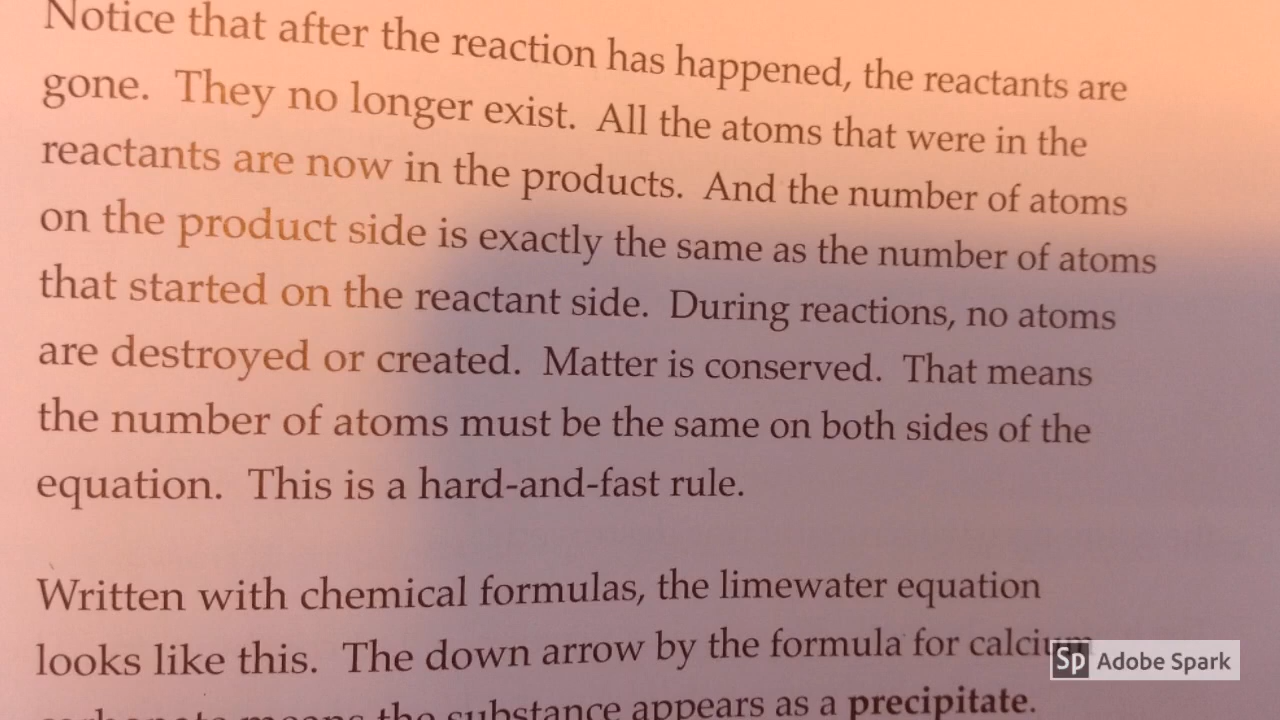 Notice that after the reaction has happened, the reactants are
gone. They no longer exist. All the atoms that were in the
reactants are now in the products. And the number of atoms
on the product side is exactly the same as the number of atoms
that started on the reactant side. During reactions, no atoms
are destroyed or created. Matter is conserved. That means
the number of atoms must be the same on both sides of the
equation. This is a hard-and-fast rule.
Written with chemical formulas, the limewater equation
looks like this. The down arrow by the formula for calcium
carbonate means the substance appears as a precipitate.
Sp Adobe Spark